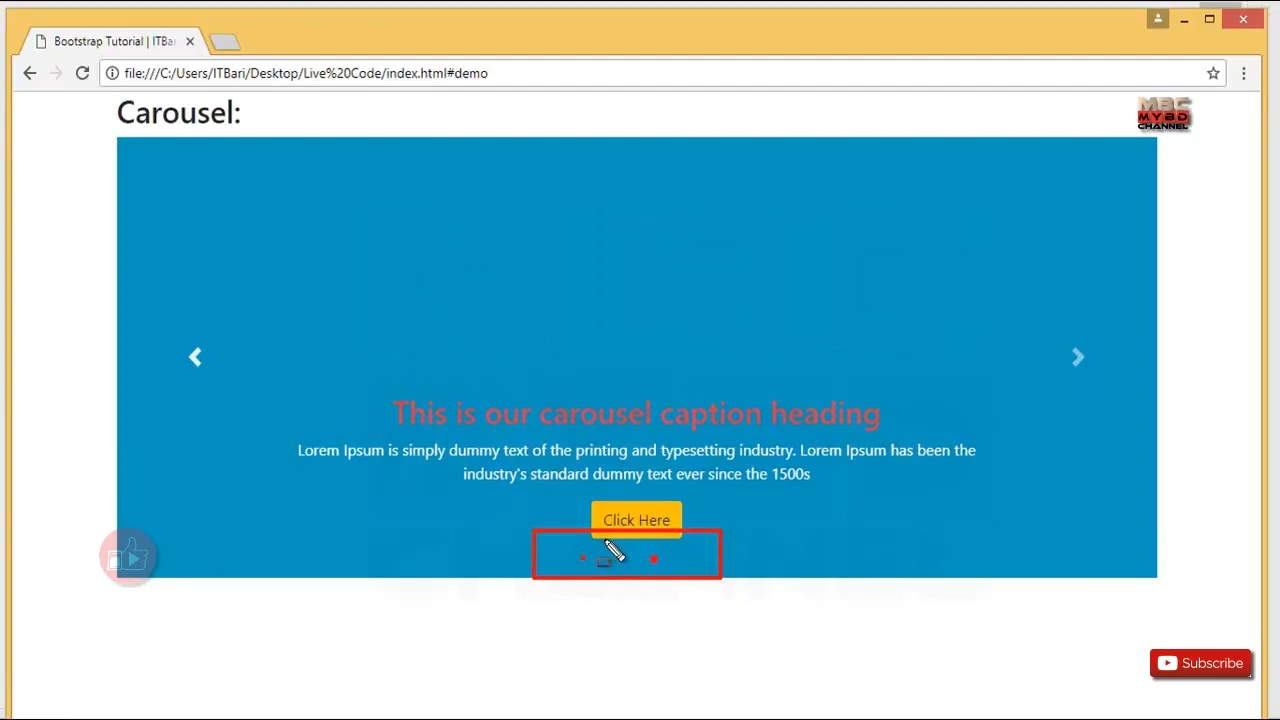 Bootstrap Tutorial | ITBa
file:///C:/Users/ITBari/Desktop/Live%20Code/index.html#demo
Carousel:
MBC
MYBD
CHANNEL
This is our carousel caption heading
Lorem Ipsum is simply dummy text of the printing and typesetting industry. Lorem Ipsum has been the
industry's standard dummy text ever since the 1500s
Click Here
Subscribe